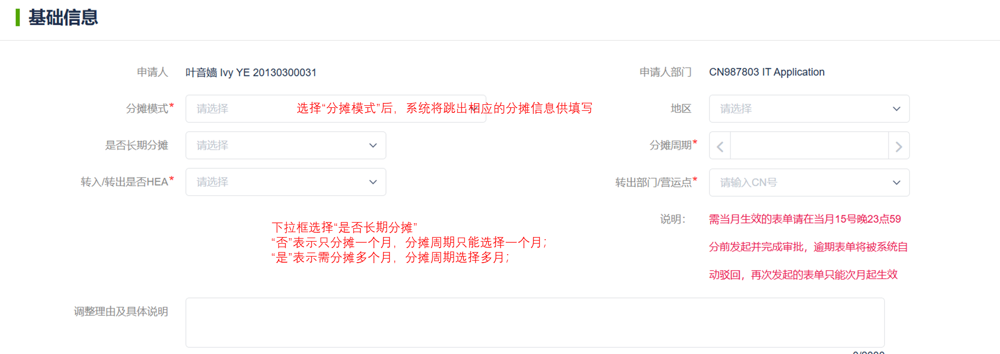 基础信息
申请人 叶音嫱 Ivy YE 20130300031 申请人部门 CN987803 IT Application
分摊模式* 请选择 选择“分摊模式”后，系统将跳出相应的分摊信息供填写 地区 请选择
是否长期分摊 请选择 分摊周期*
转入/转出是否HEA* 请选择 转出部门/营运点* 请输入CN号
说明： 需当月生效的表单请在当月15号晚23点59
下拉框选择“是否长期分摊”
“否”表示只分摊一个月，分摊周期只能选择一个月；
分前发起并完成审批，逾期表单将被系统自
“是”表示需分摊多个月，分摊周期选择多月；
动驳回，再次发起的表单只能次月起生效
调整理由及具体说明